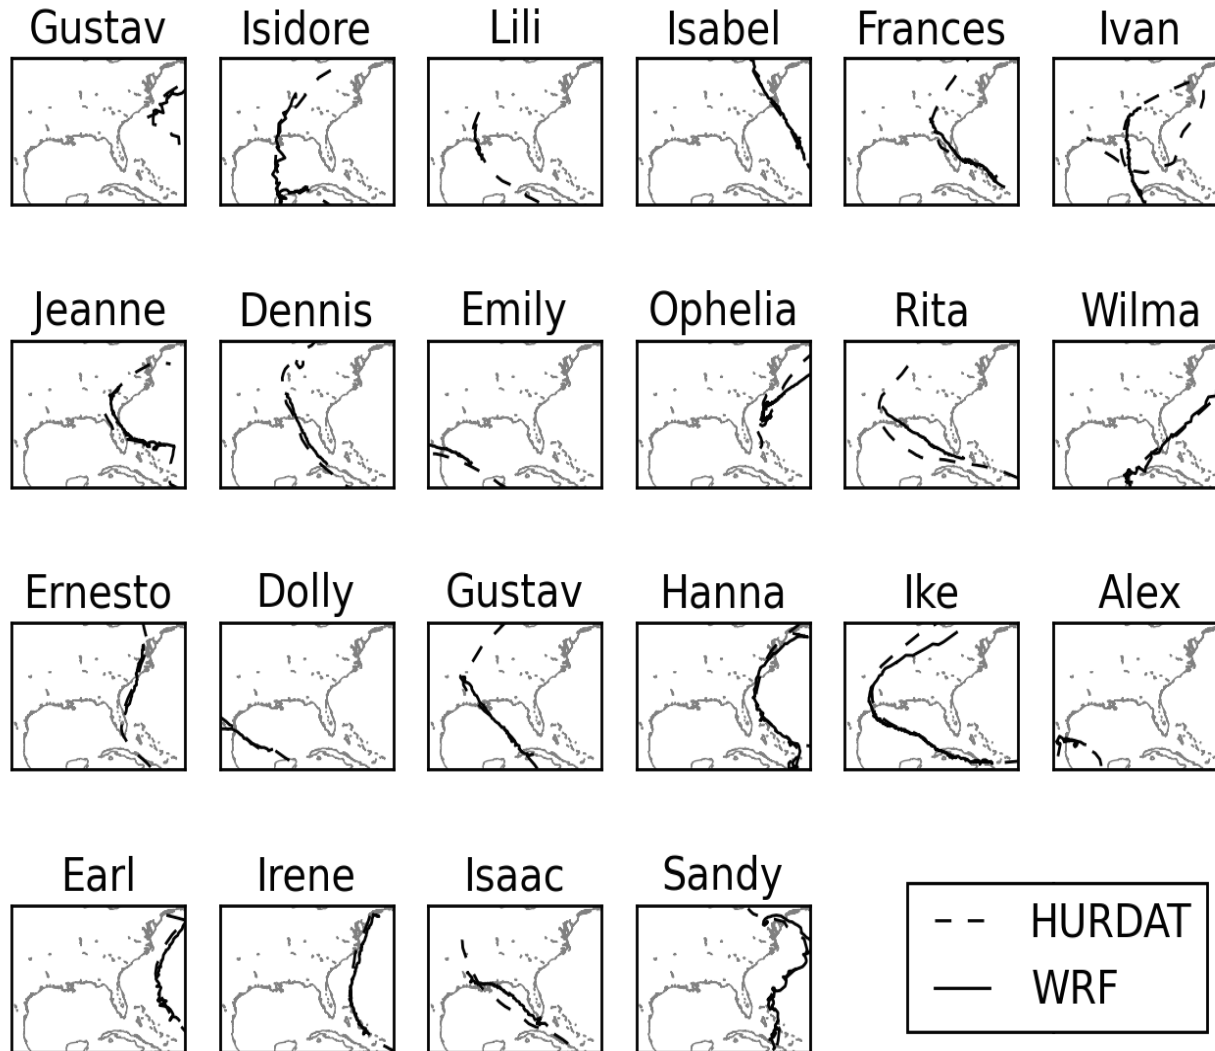 Gustav Isidore Lili Isabel Frances Ivan
Jeanne Dennis Emily Ophelia Rita Wilma
Ernesto Dolly Gustav Hanna Ike Alex
Earl Irene Isaac Sandy
HURDAT
WRF